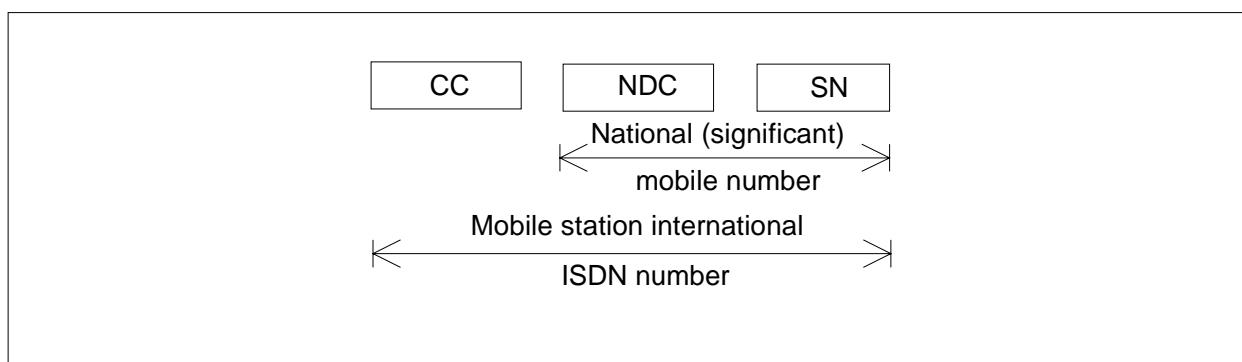 CC NDC SN
National (significant)
mobile number
Mobile station international
ISDN number